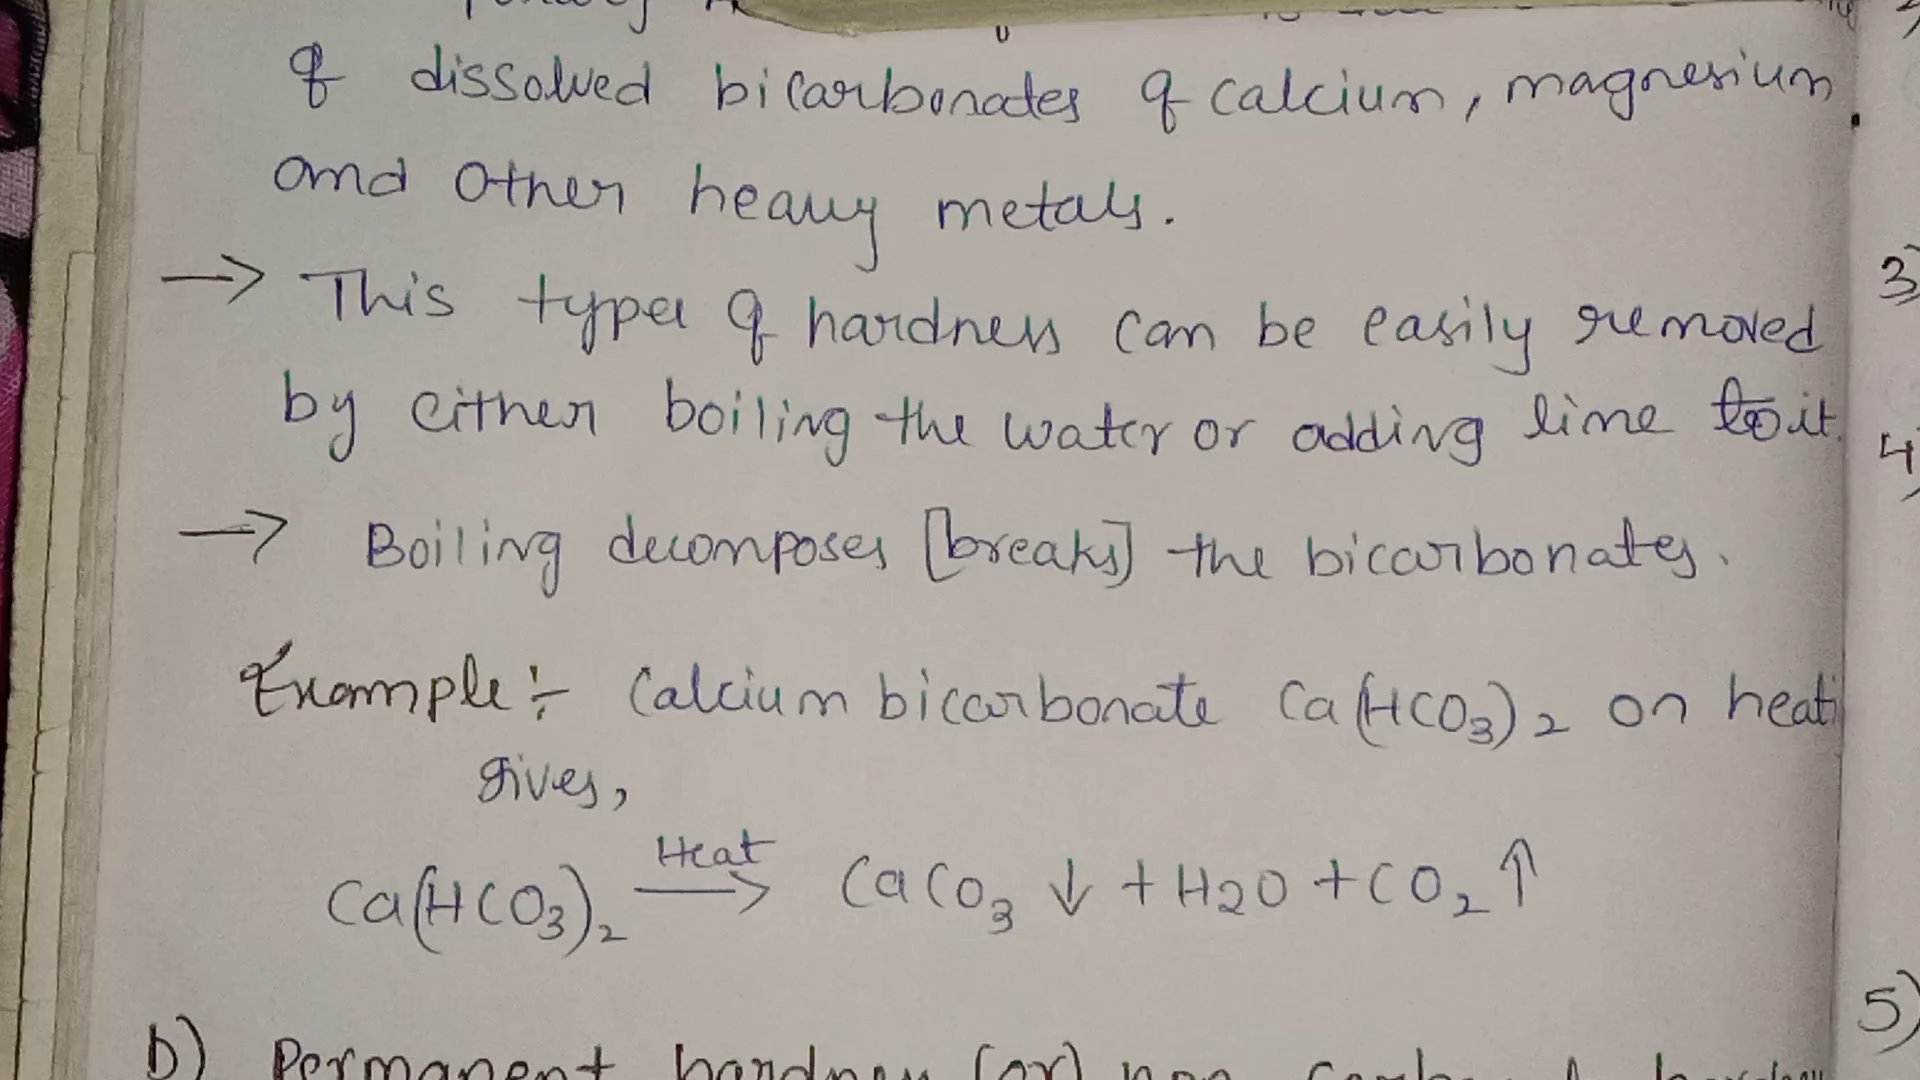 of dissolved bicarbonates of calcium, magnesium
and other heavy metals.
→ This type of hardness can be easily removed
by either boiling the water or adding lime to it.
→ Boiling decomposes [breaks] the bicarbonates.
Example:- Calcium bicarbonate Ca(HCO3)2 on heati
gives,
Ca(HCO3)2 Heat→ CaCO3 ↓ + H2O + CO2 ↑
b) Permanent hardness (or) non
3)
4)
5)